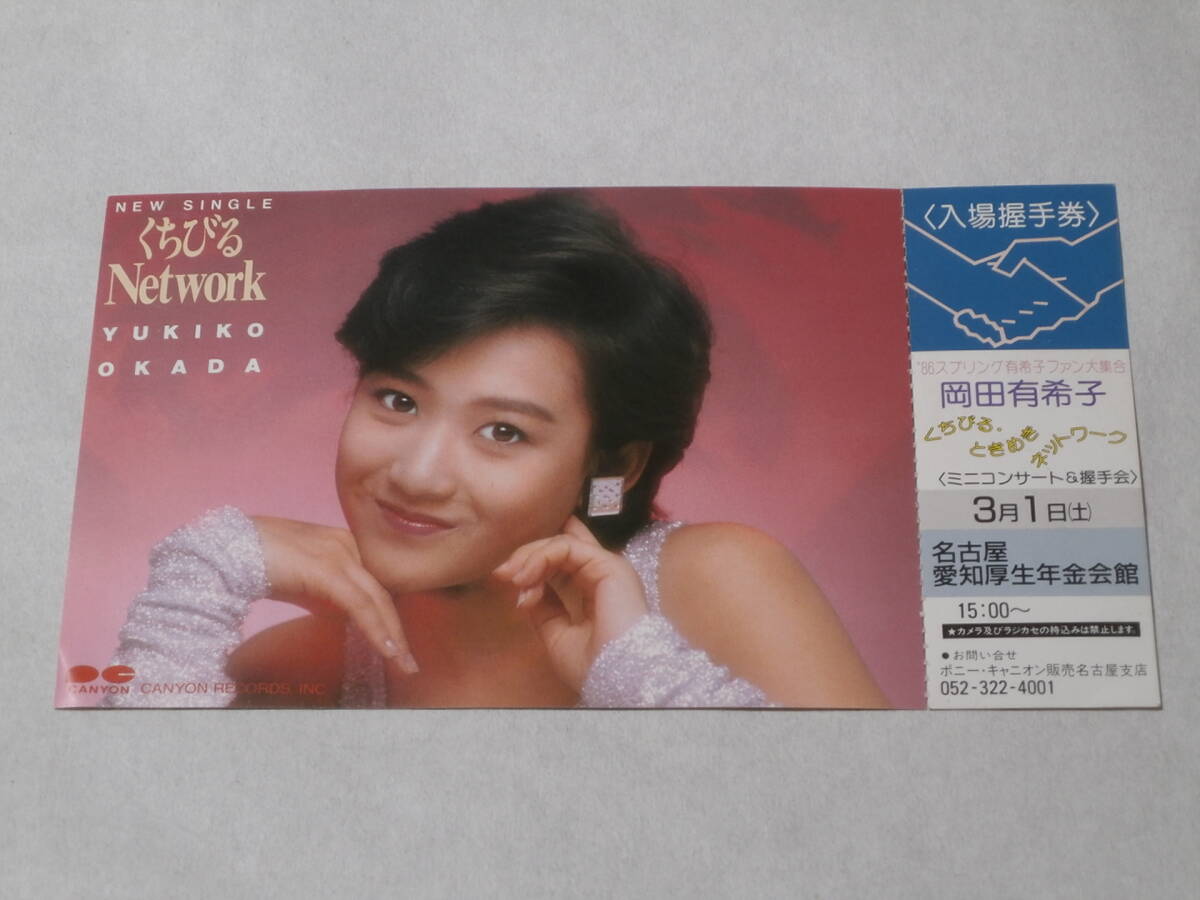 NEW SINGLE
くちびる
Network
YUKIKO
OKADA
CANYON
CANYON RECORDS, INC
〈入場握手券〉
'86スプリング有希子ファン大集合
岡田有希子
くちびる。
ときめき
ネットワーク
〈ミニコンサート&握手会〉
3月1日(土)
名古屋
愛知厚生年金会館
15:00〜
★カメラ及びラジカセの持込みは禁止します。
●お問い合せ
ポニー・キャニオン販売名古屋支店
052-322-4001